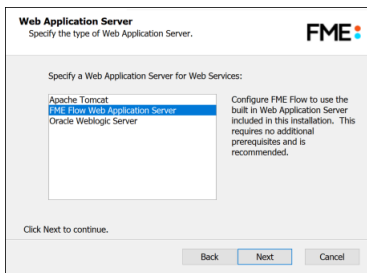 Web Application Server
Specify the type of Web Application Server.
FME
Specify a Web Application Server for Web Services:
Apache Tomcat
FME Flow Web Application Server
Oracle Weblogic Server
Configure FME Flow to use the
built in Web Application Server
included in this installation. This
requires no additional
prerequisites and is
recommended.
Click Next to continue.
Back
Next
Cancel